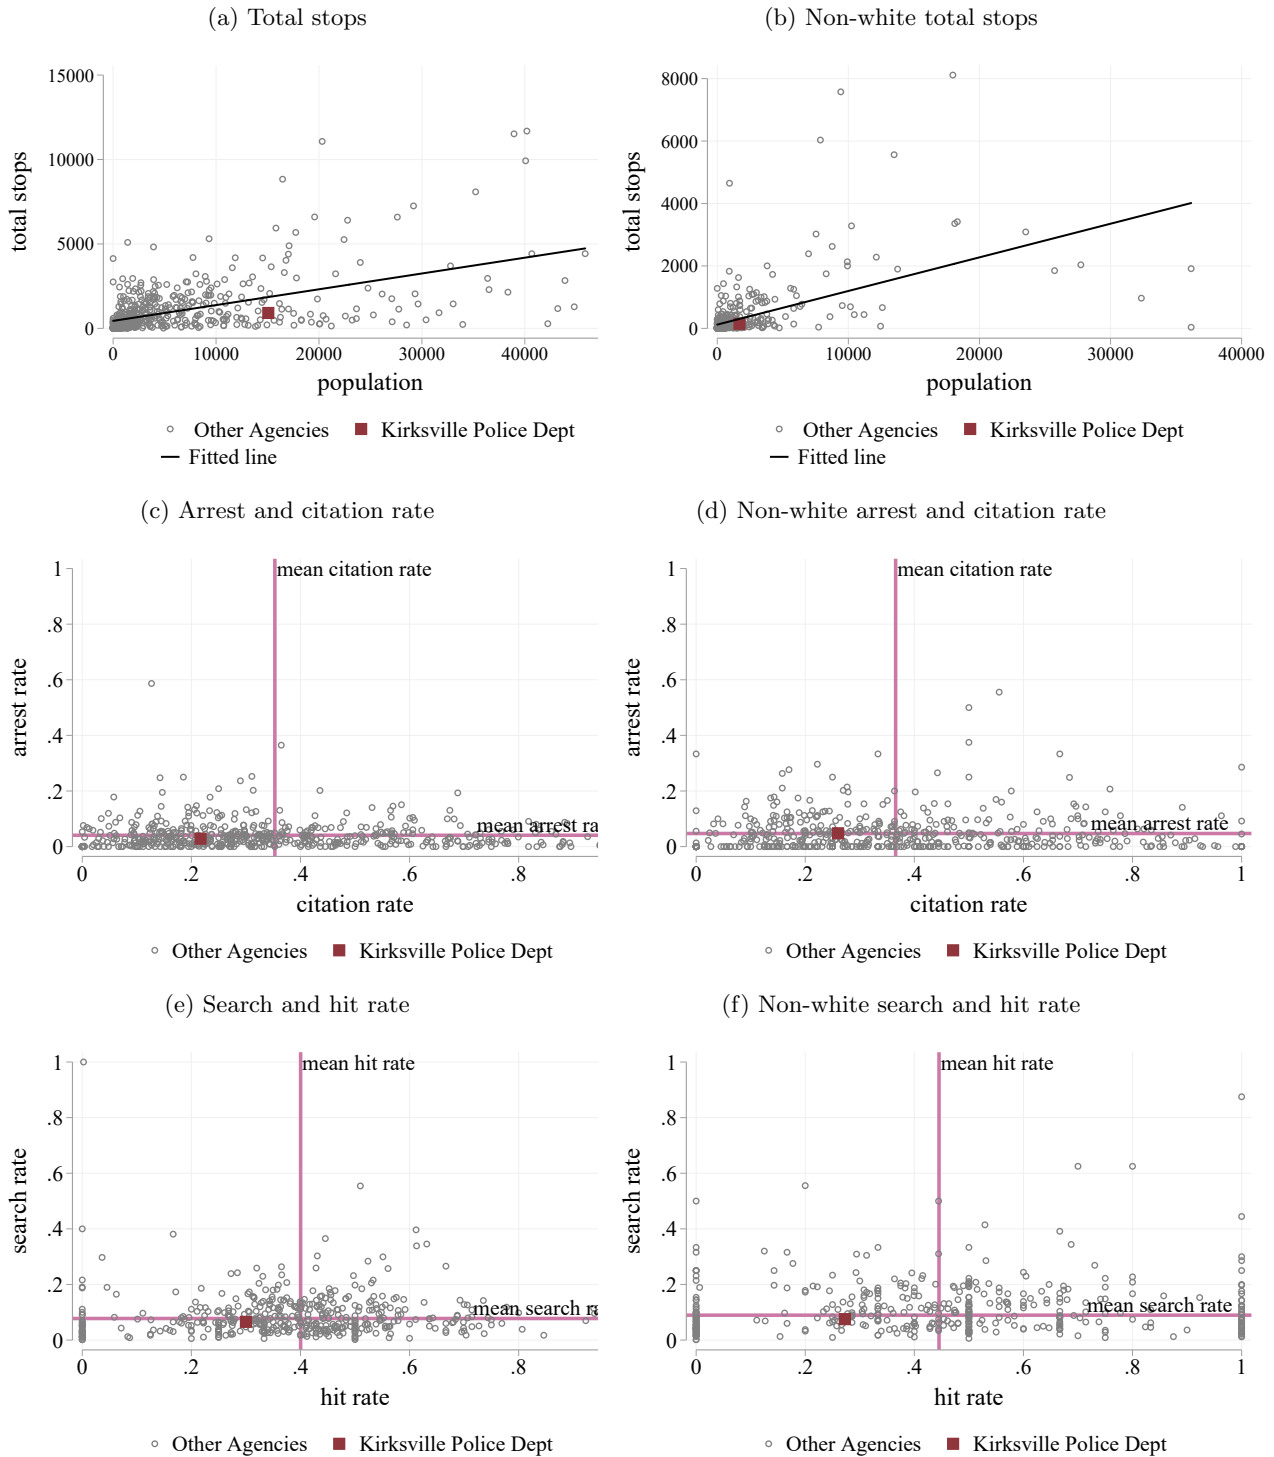 (a) Total stops
(b) Non-white total stops
15000
10000
5000
0
total stops
0 10000 20000 30000 40000
population
Other Agencies Kirksville Police Dept
Fitted line
8000
6000
4000
2000
0
total stops
0 10000 20000 30000 40000
population
Other Agencies Kirksville Police Dept
Fitted line
(c) Arrest and citation rate
(d) Non-white arrest and citation rate
1
.8
.6
.4
.2
0
arrest rate
mean citation rate
mean arrest ra
0 .2 .4 .6 .8
citation rate
Other Agencies Kirksville Police Dept
1
.8
.6
.4
.2
0
arrest rate
mean citation rate
mean arrest rate
0 .2 .4 .6 .8 1
citation rate
Other Agencies Kirksville Police Dept
(e) Search and hit rate
(f) Non-white search and hit rate
1
.8
.6
.4
.2
0
search rate
mean hit rate
mean search ra
0 .2 .4 .6 .8
hit rate
Other Agencies Kirksville Police Dept
1
.8
.6
.4
.2
0
search rate
mean hit rate
mean search rate
0 .2 .4 .6 .8 1
hit rate
Other Agencies Kirksville Police Dept